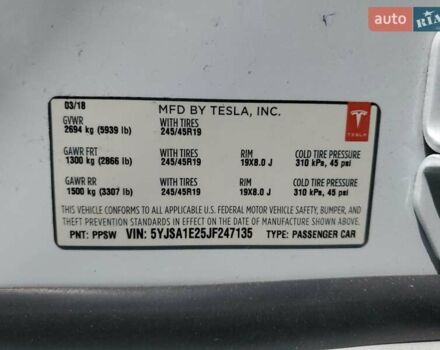 auto RIA
03/18
MFD BY TESLA, INC.
GVWR WITH TIRES
2694 kg (5939 lb) 245/45R19
TESLA
GAWR FRT WITH TIRES RIM COLD TIRE PRESSURE
1300 kg (2866 lb) 245/45R19 19X8.0 J 310 kPa, 45 psi
GAWR RR WITH TIRES RIM COLD TIRE PRESSURE
1500 kg (3307 lb) 245/45R19 19X8.0 J 310 kPa, 45 psi
THIS VEHICLE CONFORMS TO ALL APPLICABLE U.S. FEDERAL MOTOR VEHICLE SAFETY, BUMPER, AND
THEFT PREVENTION STANDARDS IN EFFECT ON THE DATE OF MANUFACTURE SHOWN ABOVE.
PNT: PPSW VIN: 5YJSA1E25JF247135 TYPE: PASSENGER CAR